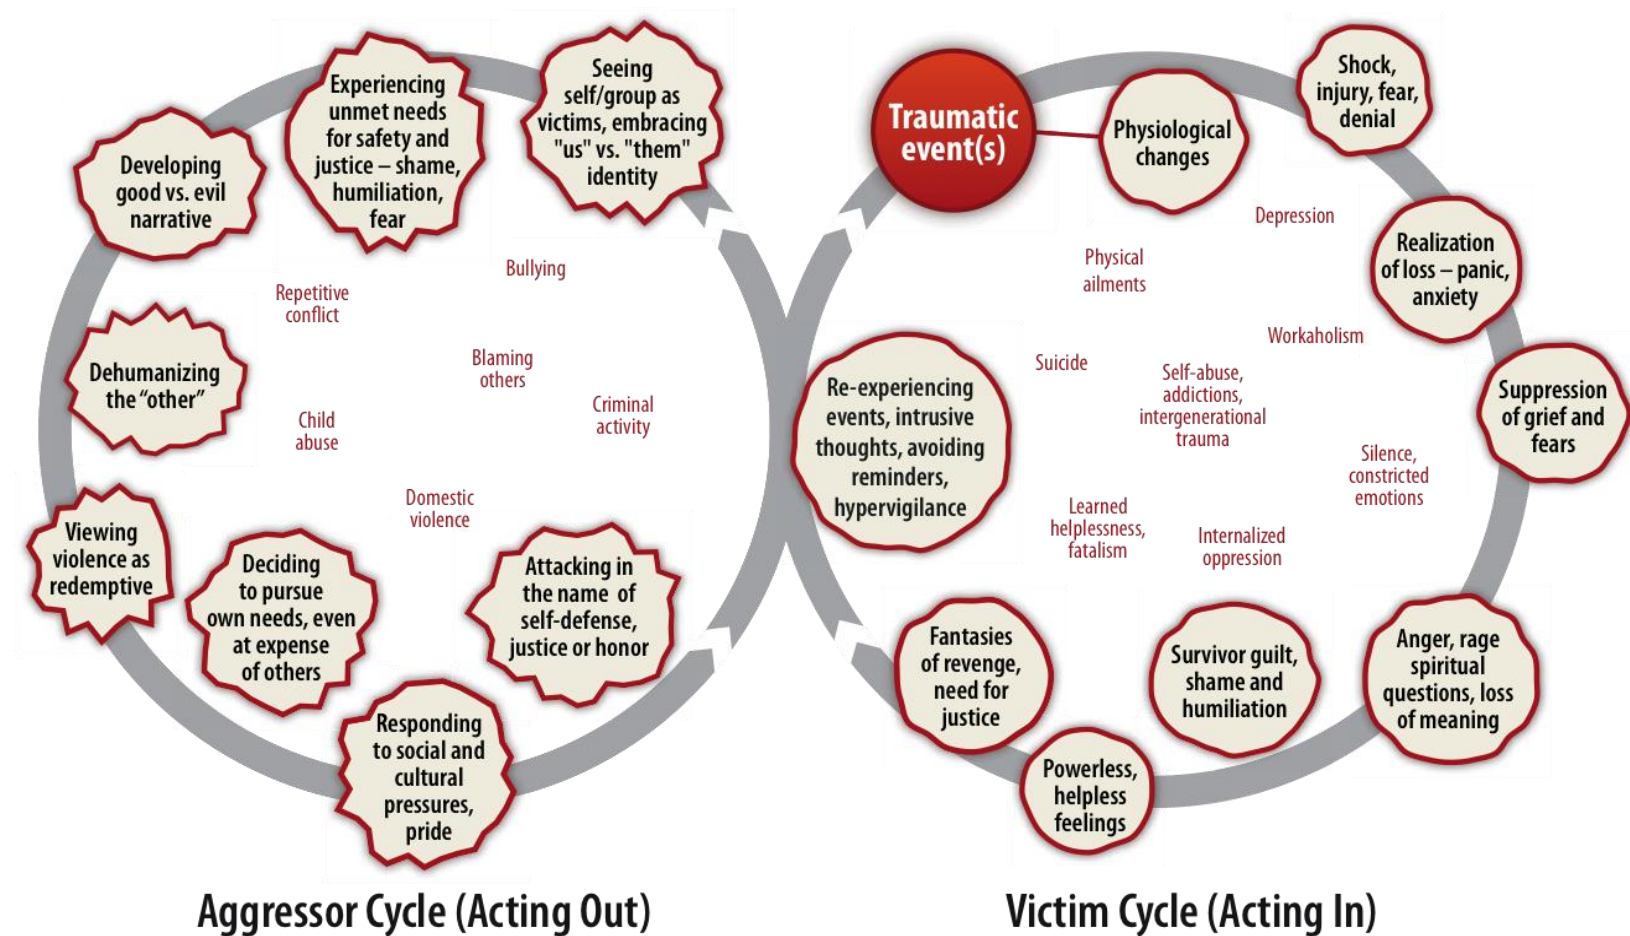 Experiencing
unmet needs
for safety and
justice – shame,
humiliation,
fear
Seeing
self/group as
victims, embracing
"us" vs. "them"
identity
Developing
good vs. evil
narrative
Bullying
Repetitive
conflict
Dehumanizing
the “other”
Blaming
others
Criminal
activity
Child
abuse
Domestic
violence
Viewing
violence as
redemptive
Deciding
to pursue
own needs, even
at expense
of others
Attacking in
the name of
self-defense,
justice or honor
Responding
to social and
cultural
pressures,
pride
Aggressor Cycle (Acting Out)
Traumatic
event(s)
Physiological
changes
Shock,
injury, fear,
denial
Depression
Physical
ailments
Realization
of loss – panic,
anxiety
Workaholism
Suicide
Self-abuse,
addictions,
intergenerational
trauma
Re-experiencing
events, intrusive
thoughts, avoiding
reminders,
hypervigilance
Suppression
of grief and
fears
Silence,
constricted
emotions
Learned
helplessness,
fatalism
Internalized
oppression
Fantasies
of revenge,
need for
justice
Survivor guilt,
shame and
humiliation
Anger, rage
spiritual
questions, loss
of meaning
Powerless,
helpless
feelings
Victim Cycle (Acting In)